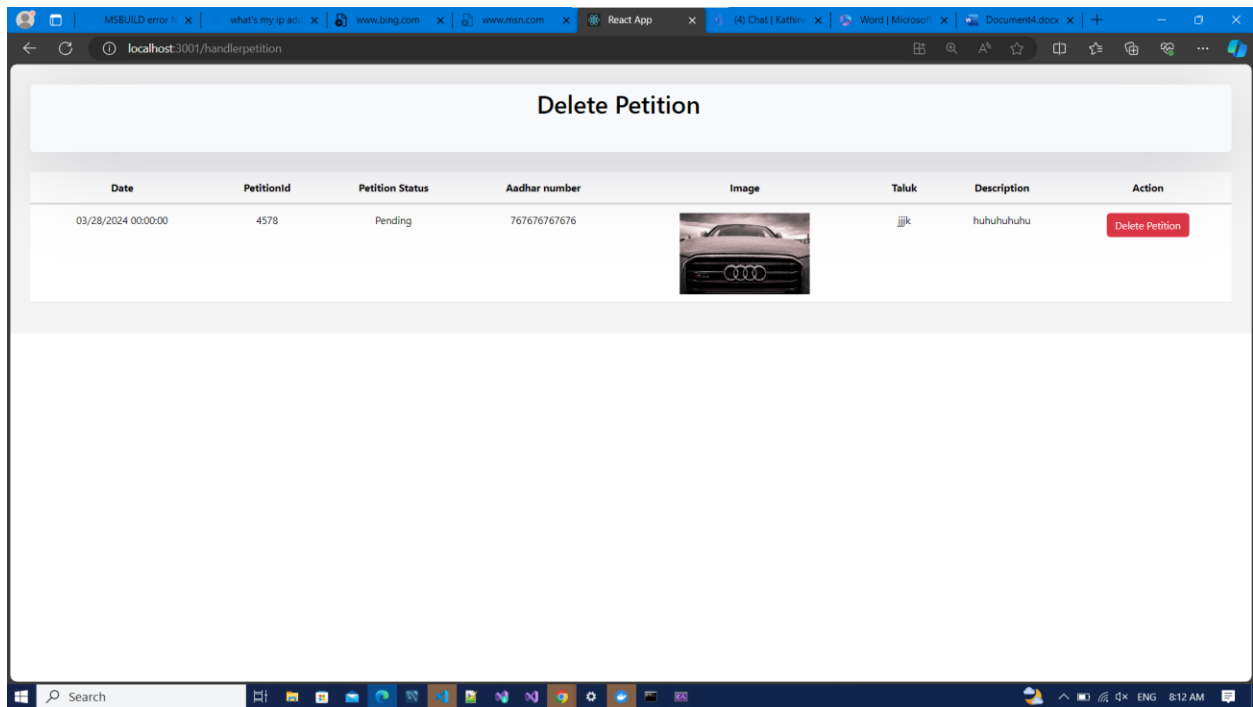 MSBUILD error f
what's my ip add
www.bing.com
www.msn.com
React App
(4) Chat | Kathir
Word | Microsoft
Document4.docx
localhost:3001/handlerpetition
Delete Petition
Date PetitionId Petition Status Aadhar number Image Taluk Description Action
03/28/2024 00:00:00 4578 Pending 767676767676 jjjk huhuhuhuhu Delete Petition
Search ENG 8:12 AM